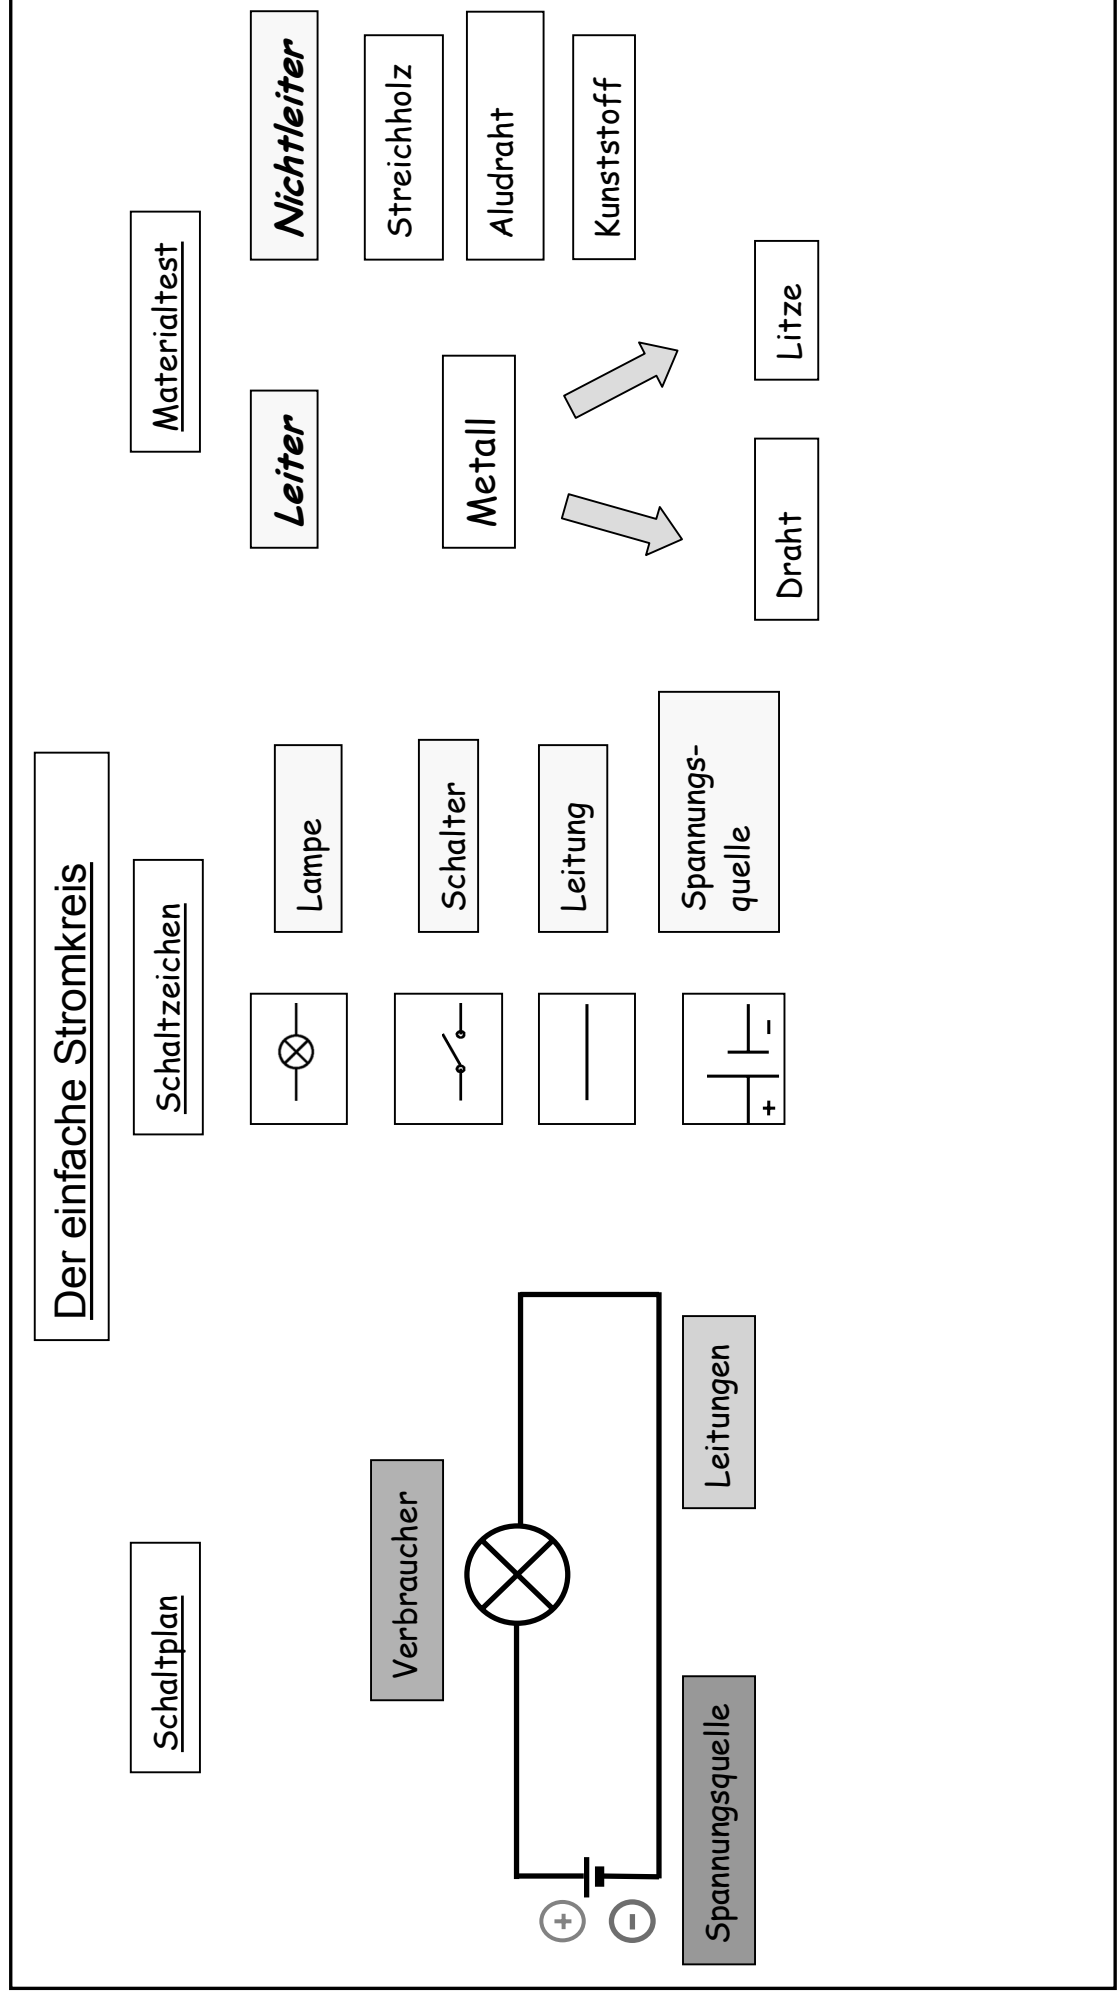 Der einfache Stromkreis
Schaltplan
Verbraucher
+
-
Spannungsquelle
Leitungen
Schaltzeichen
Lampe
Schalter
Leitung
+ -
Spannungs-
quelle
Materialtest
Leiter
Nichtleiter
Metall
Streichholz
Aludraht
Kunststoff
Draht
Litze